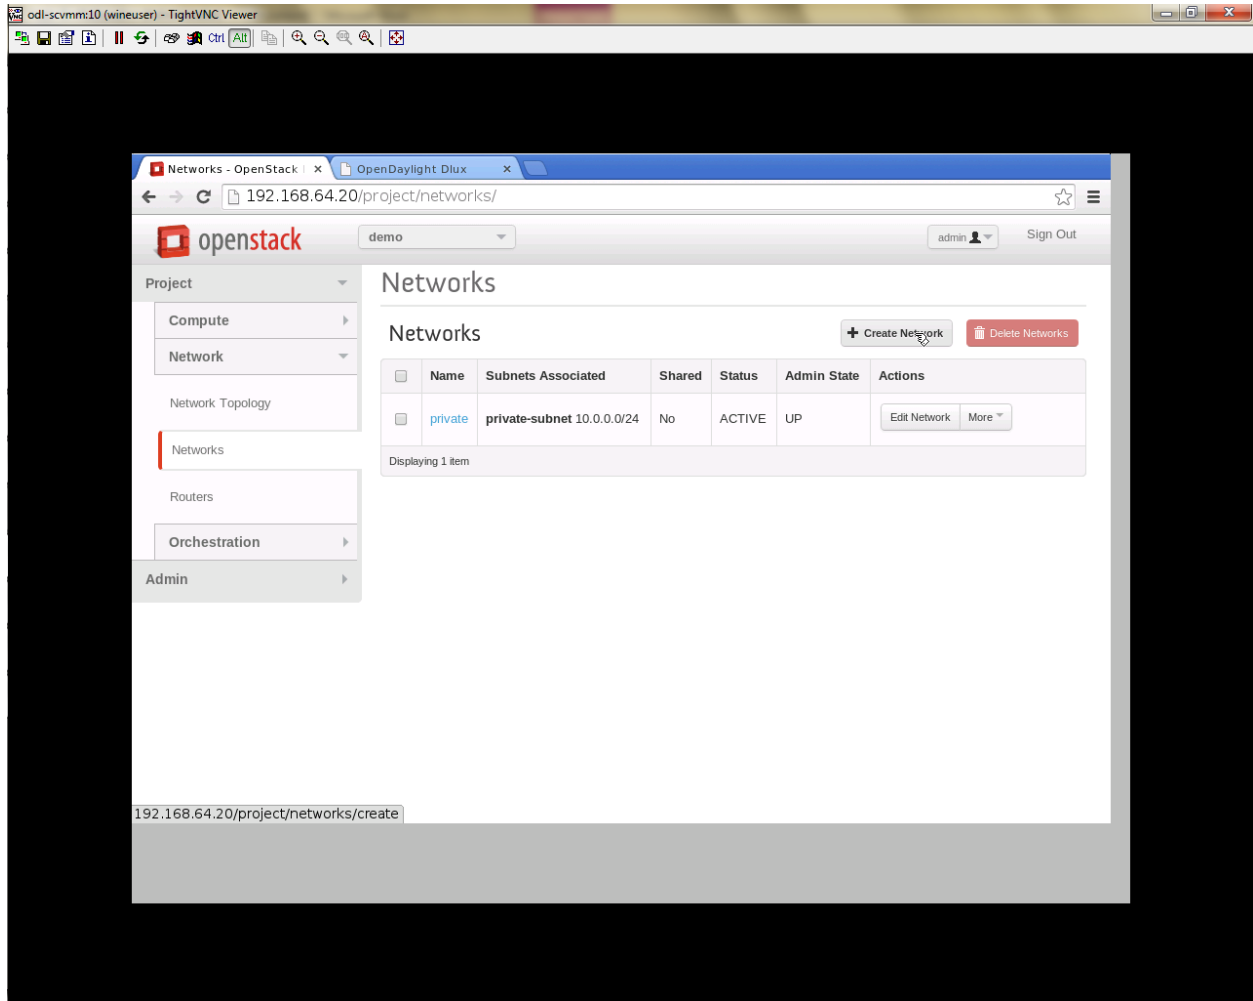 odl-scvmm:10 (wineuser) - TightVNC Viewer
Ctrl Alt
Networks - OpenStack
OpenDaylight Dlux
192.168.64.20/project/networks/
openstack
demo
admin
Sign Out
Project
Compute
Network
Network Topology
Networks
Routers
Orchestration
Admin
Networks
Networks
Create Network
Delete Networks
Name Subnets Associated Shared Status Admin State Actions
private private-subnet 10.0.0.0/24 No ACTIVE UP Edit Network More
Displaying 1 item
192.168.64.20/project/networks/create